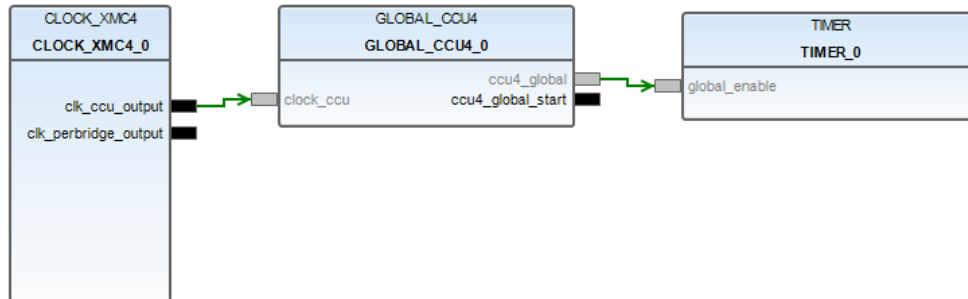 CLOCK_XMC4
CLOCK_XMC4_0
clk_ccu_output
clk_perbridge_output
GLOBAL_CCU4
GLOBAL_CCU4_0
clock_ccu
ccu4_global
ccu4_global_start
TIMER
TIMER_0
global_enable